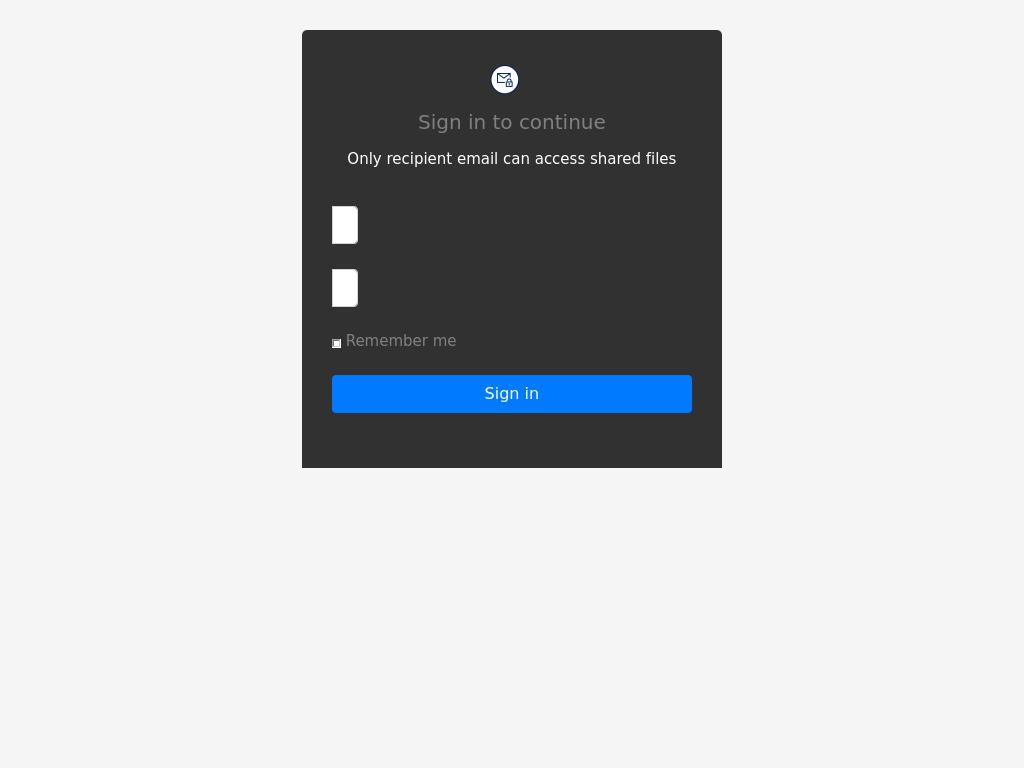 Sign in to continue
Only recipient email can access shared files
Remember me
Sign in